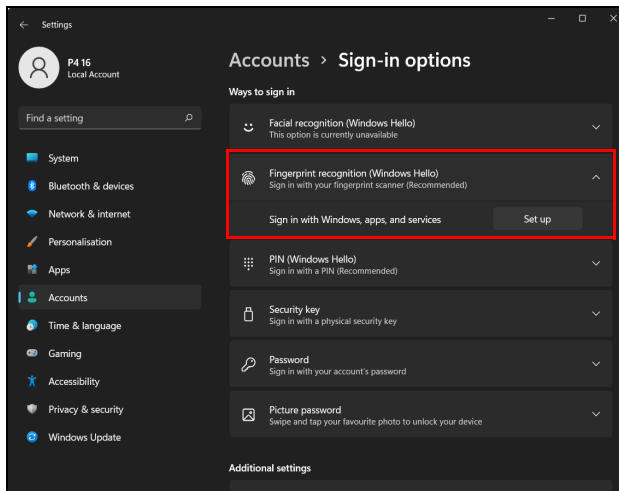 Settings
P4 16
Local Account
Find a setting
System
Bluetooth & devices
Network & internet
Personalisation
Apps
Accounts
Time & language
Gaming
Accessibility
Privacy & security
Windows Update
Accounts > Sign-in options
Ways to sign in
Facial recognition (Windows Hello)
This option is currently unavailable
Fingerprint recognition (Windows Hello)
Sign in with your fingerprint scanner (Recommended)
Sign in with Windows, apps, and services
Set up
PIN (Windows Hello)
Sign in with a PIN (Recommended)
Security key
Sign in with a physical security key
Password
Sign in with your account's password
Picture password
Swipe and tap your favourite photo to unlock your device
Additional settings